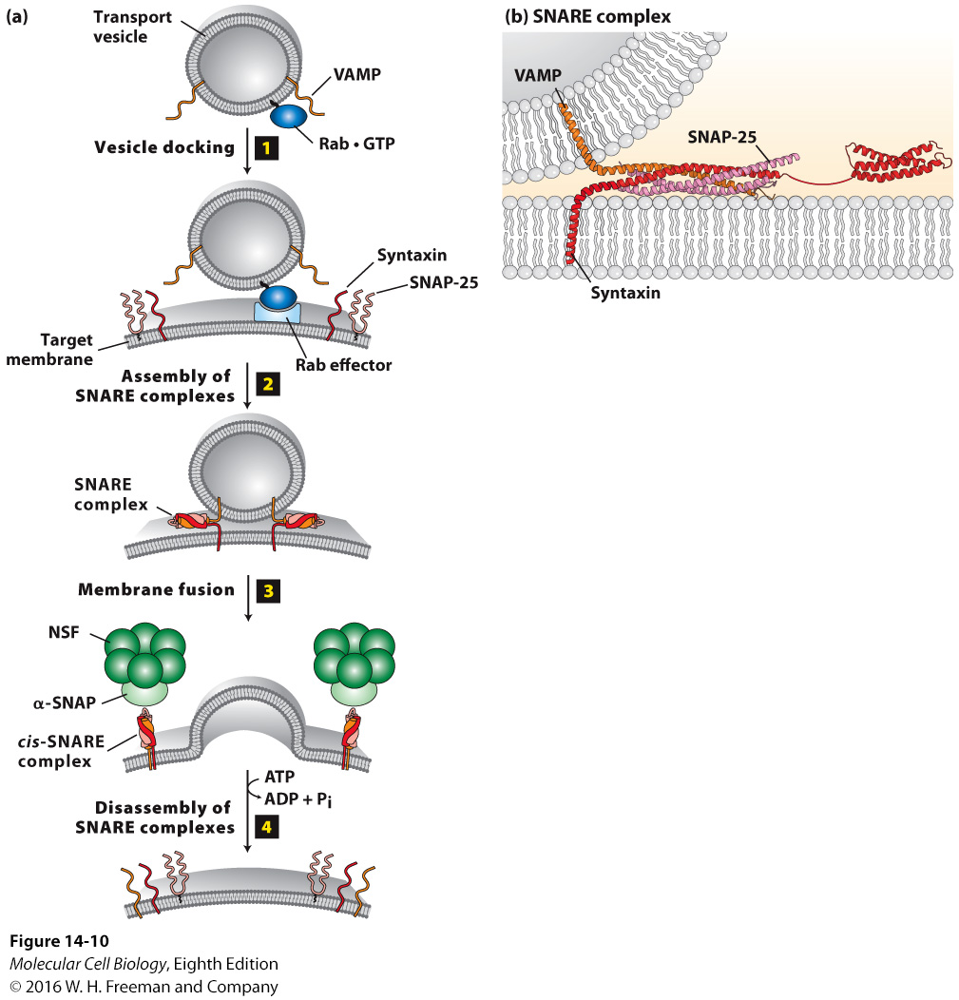 (a)
Transport
vesicle
VAMP
Rab • GTP
Vesicle docking
1
Syntaxin
SNAP-25
Target
membrane
Rab effector
Assembly of
SNARE complexes
2
SNARE
complex
Membrane fusion
3
NSF
α-SNAP
cis-SNARE
complex
ATP
ADP + Pi
Disassembly of
SNARE complexes
4
(b) SNARE complex
VAMP
SNAP-25
Syntaxin
Figure 14-10
Molecular Cell Biology, Eighth Edition
© 2016 W. H. Freeman and Company